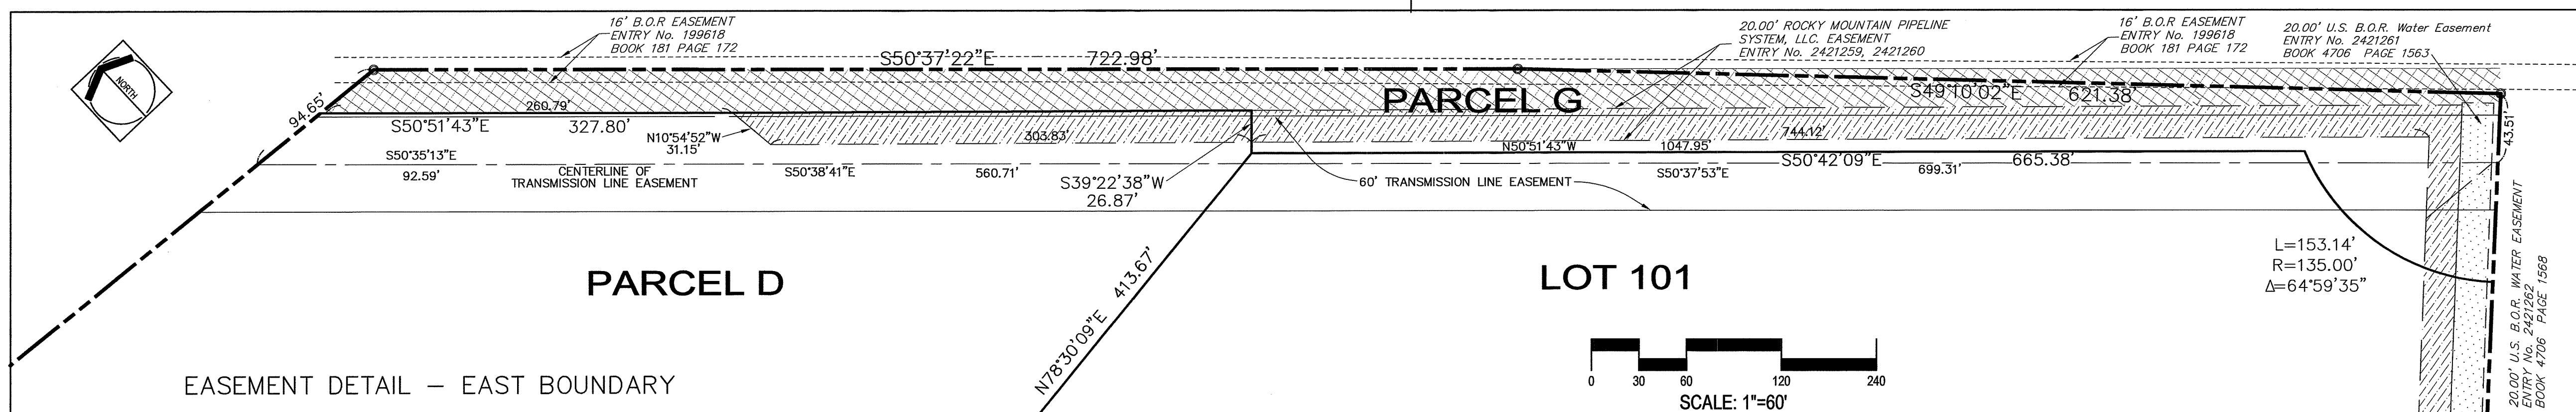 16' B.O.R EASEMENT
ENTRY No. 199618
BOOK 181 PAGE 172
20.00' ROCKY MOUNTAIN PIPELINE
SYSTEM, LLC. EASEMENT
ENTRY No. 2421259, 2421260
16' B.O.R EASEMENT
ENTRY No. 199618
BOOK 181 PAGE 172
20.00' U.S. B.O.R. Water Easement
ENTRY No. 2421261
BOOK 4706 PAGE 1563
NORTH
S50°37'22"E 722.98'
94.65'
260.79'
PARCEL G
S49°10'02"E 621.38'
S50°51'43"E 327.80'
N10°54'52"W
31.15'
303.83'
744.12'
43.51'
N50°51'43"W 1047.95'
S50°35'13"E
92.59'
CENTERLINE OF
TRANSMISSION LINE EASEMENT
S50°38'41"E 560.71'
S50°42'09"E 665.38'
S39°22'38"W
26.87'
60' TRANSMISSION LINE EASEMENT
S50°37'53"E 699.31'
PARCEL D
N78°30'09"E 413.67'
LOT 101
L=153.14'
R=135.00'
Δ=64°59'35"
20.00' U.S. B.O.R. WATER EASEMENT
ENTRY No. 2421262
BOOK 4706 PAGE 1568
EASEMENT DETAIL – EAST BOUNDARY
0 30 60 120 240
SCALE: 1"=60'